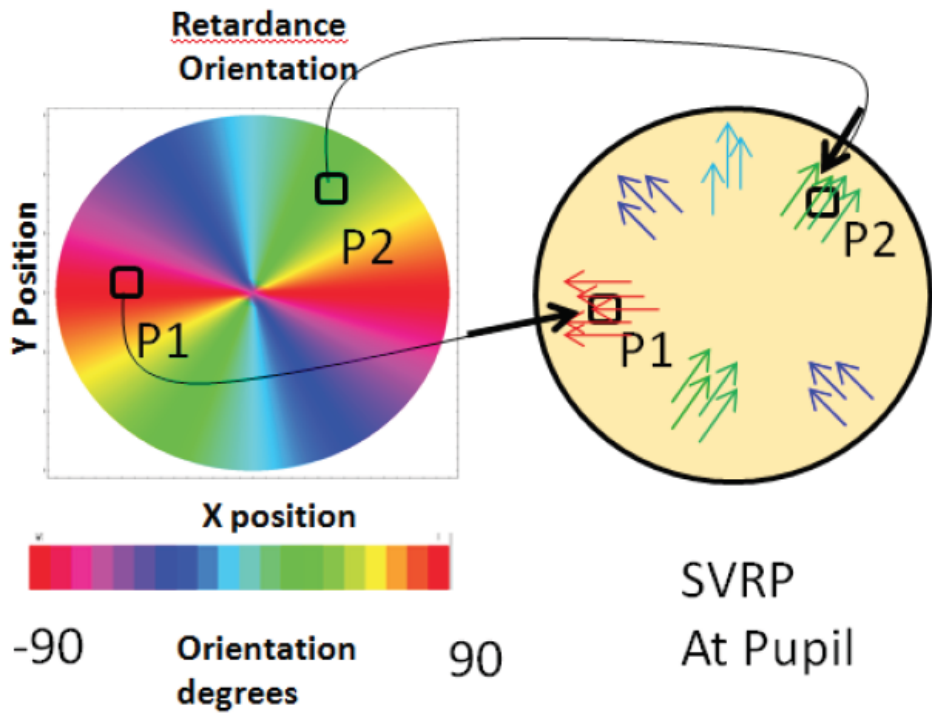 Retardance
Orientation
Y Position
P2
P1
P2
P1
X position
-90
Orientation
degrees
90
SVRP
At Pupil